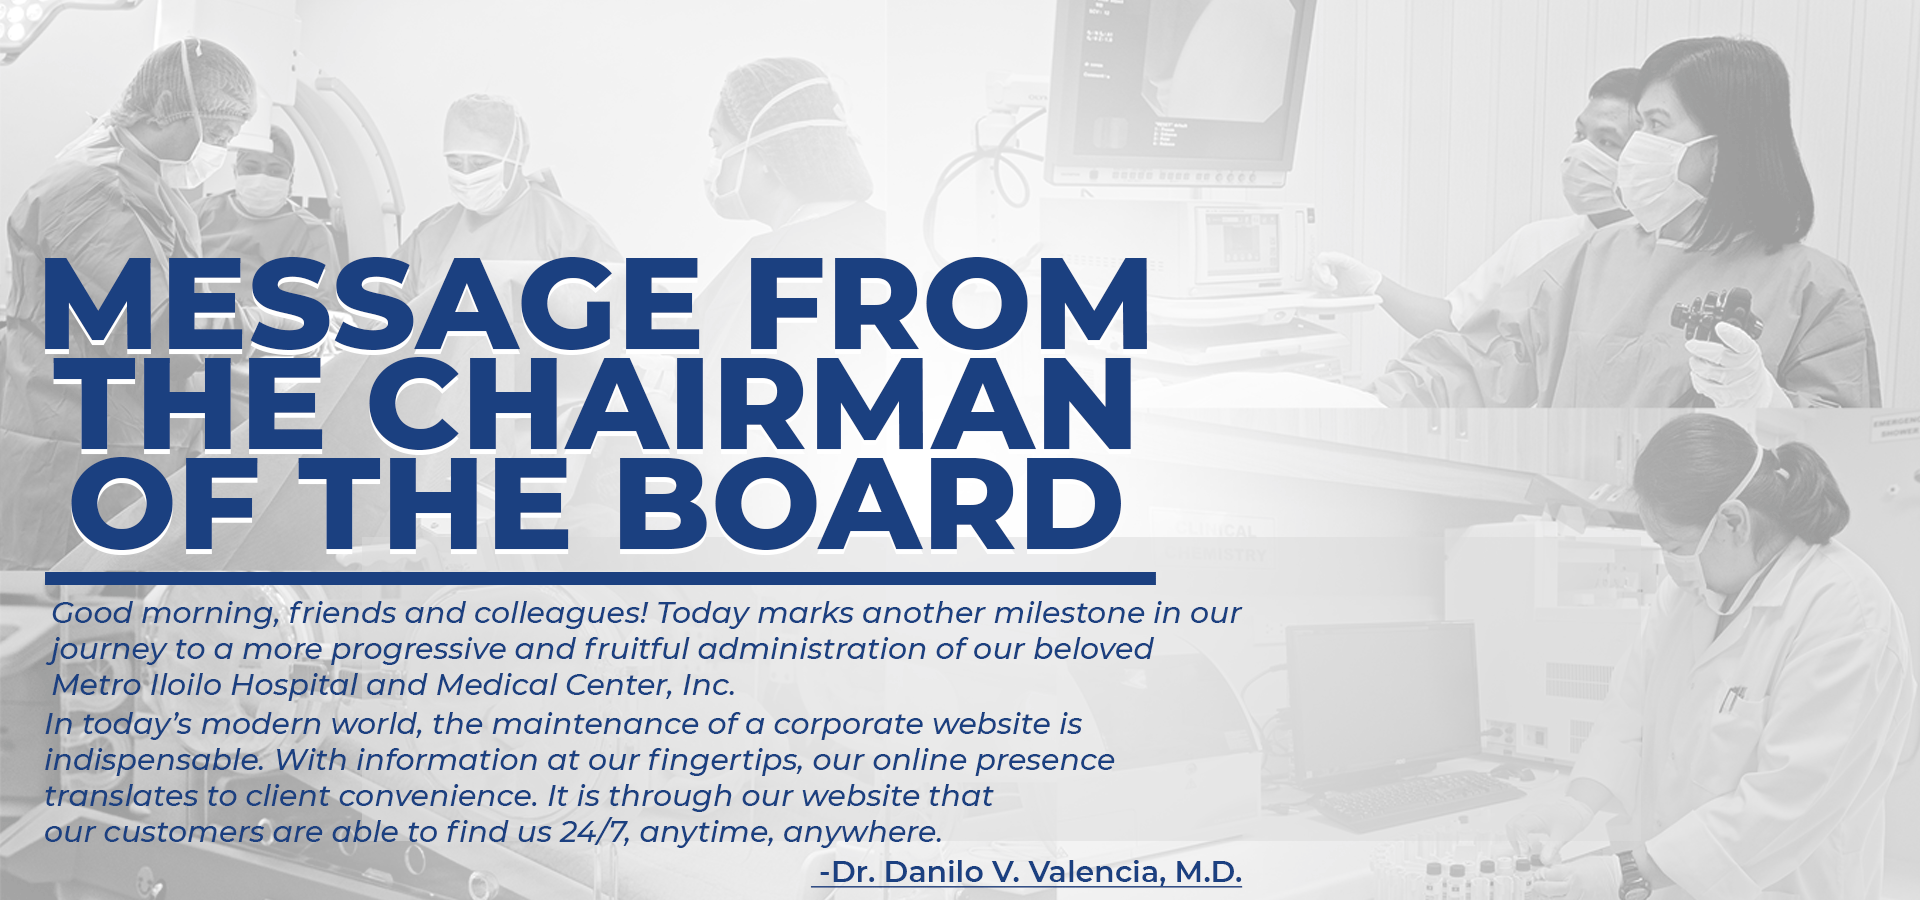 MESSAGE FROM
THE CHAIRMAN
OF THE BOARD
Good morning, friends and colleagues! Today marks another milestone in our
journey to a more progressive and fruitful administration of our beloved
Metro Iloilo Hospital and Medical Center, Inc.
In today’s modern world, the maintenance of a corporate website is
indispensable. With information at our fingertips, our online presence
translates to client convenience. It is through our website that
our customers are able to find us 24/7, anytime, anywhere.
-Dr. Danilo V. Valencia, M.D.
CLINICAL
CHEMISTRY
SHOWER